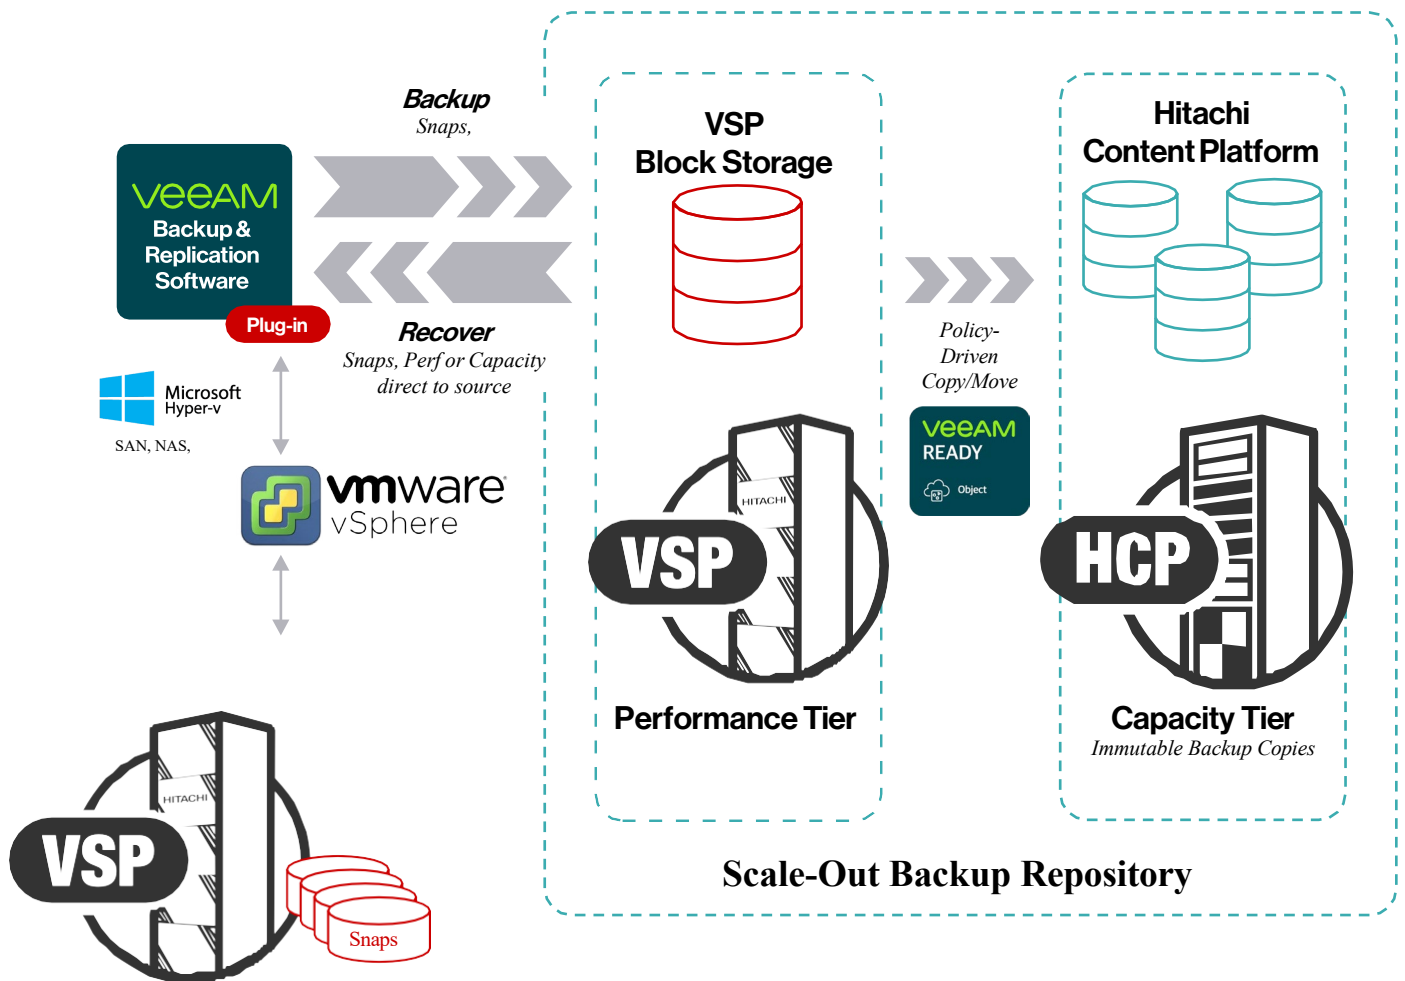 Backup
Snaps,
VEEAM
Backup &
Replication
Software
Plug-in
Recover
Snaps, Perf or Capacity
direct to source
Microsoft
Hyper-v
SAN, NAS,
vmware
vSphere
HITACHI
VSP
Snaps
VSP
Block Storage
HITACHI
VSP
Performance Tier
Policy-
Driven
Copy/Move
VEEAM
READY
Object
Hitachi
Content Platform
HCP
Capacity Tier
Immutable Backup Copies
Scale-Out Backup Repository